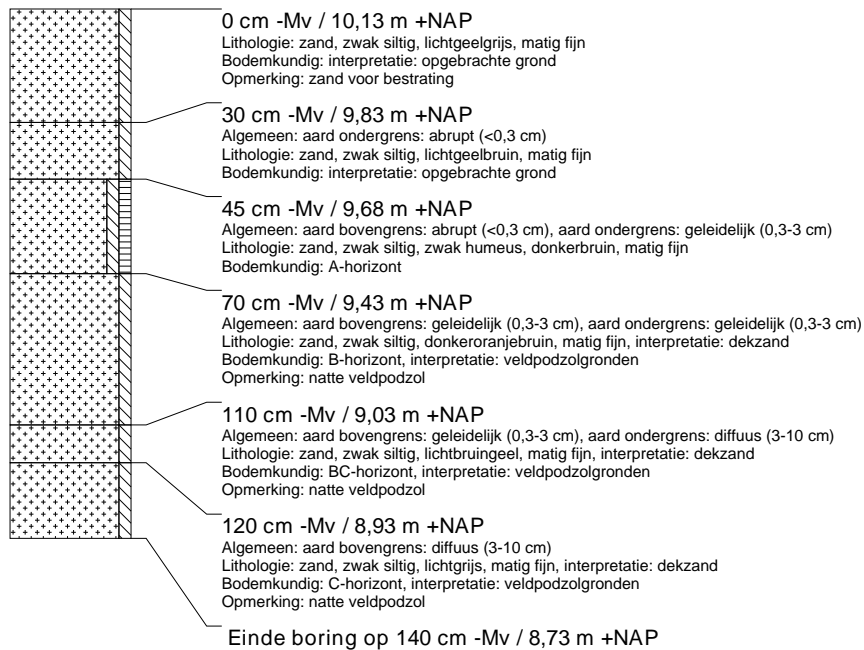 0 cm -Mv / 10,13 m +NAP
Lithologie: zand, zwak siltig, lichtgeelgrijs, matig fijn
Bodemkundig: interpretatie: opgebrachte grond
Opmerking: zand voor bestrating
30 cm -Mv / 9,83 m +NAP
Algemeen: aard ondergrens: abrupt (<0,3 cm)
Lithologie: zand, zwak siltig, lichtgeelbruin, matig fijn
Bodemkundig: interpretatie: opgebrachte grond
45 cm -Mv / 9,68 m +NAP
Algemeen: aard bovengrens: abrupt (<0,3 cm), aard ondergrens: geleidelijk (0,3-3 cm)
Lithologie: zand, zwak siltig, zwak humeus, donkerbruin, matig fijn
Bodemkundig: A-horizont
70 cm -Mv / 9,43 m +NAP
Algemeen: aard bovengrens: geleidelijk (0,3-3 cm), aard ondergrens: geleidelijk (0,3-3 cm)
Lithologie: zand, zwak siltig, donkeroranjebruin, matig fijn, interpretatie: dekzand
Bodemkundig: B-horizont, interpretatie: veldpodzolgronden
Opmerking: natte veldpodzol
110 cm -Mv / 9,03 m +NAP
Algemeen: aard bovengrens: geleidelijk (0,3-3 cm), aard ondergrens: diffuus (3-10 cm)
Lithologie: zand, zwak siltig, lichtbruingeel, matig fijn, interpretatie: dekzand
Bodemkundig: BC-horizont, interpretatie: veldpodzolgronden
Opmerking: natte veldpodzol
120 cm -Mv / 8,93 m +NAP
Algemeen: aard bovengrens: diffuus (3-10 cm)
Lithologie: zand, zwak siltig, lichtgrijs, matig fijn, interpretatie: dekzand
Bodemkundig: C-horizont, interpretatie: veldpodzolgronden
Opmerking: natte veldpodzol
Einde boring op 140 cm -Mv / 8,73 m +NAP